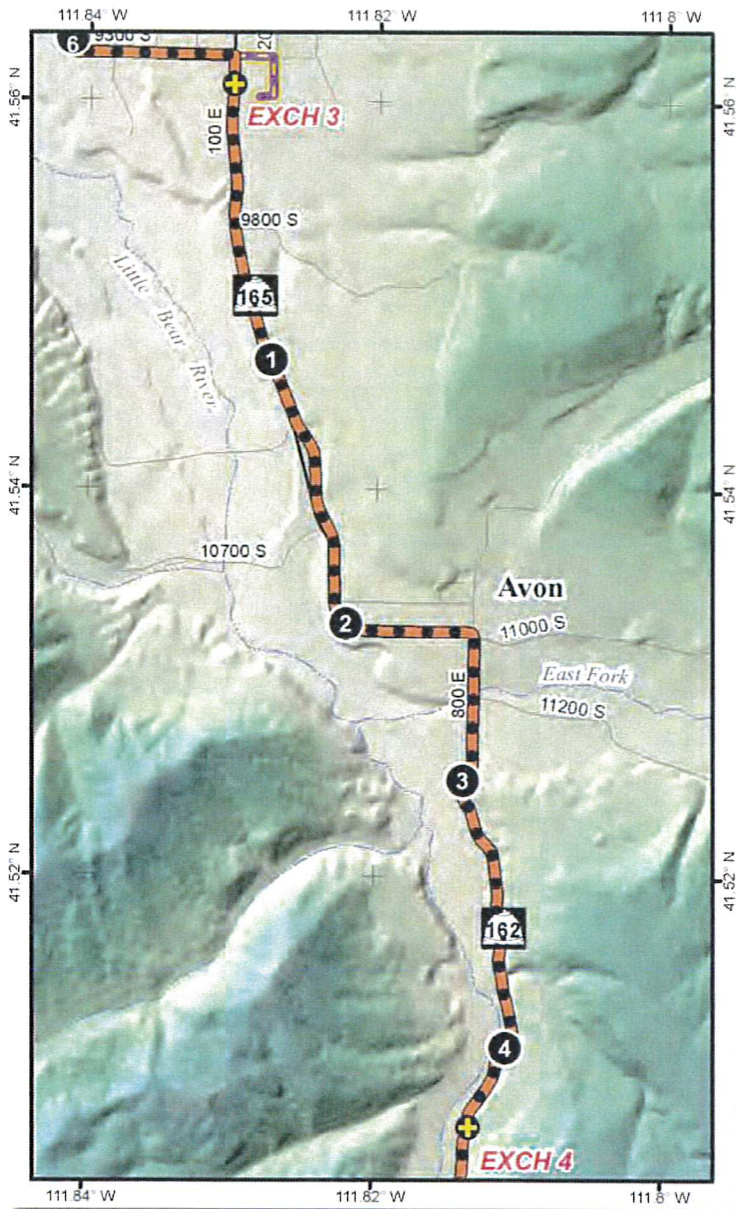 111.84° W
111.82° W
111.8° W
6
9500 S
20
41.56° N
41.56° N
EXCH 3
100 E
9800 S
Little Bear River
165
1
41.54° N
41.54° N
10700 S
Avon
2
11000 S
East Fork
800 E
11200 S
3
41.52° N
41.52° N
162
4
EXCH 4
111.84° W
111.82° W
111.8° W